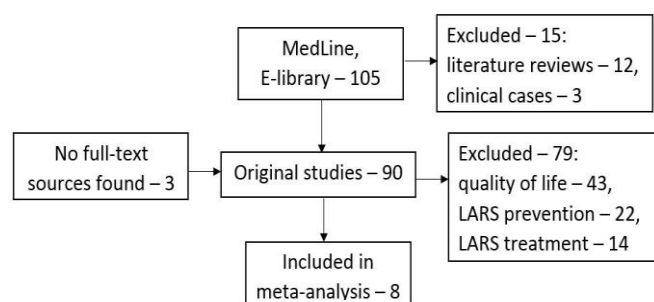 MedLine,
E-library – 105
Excluded – 15:
literature reviews – 12,
clinical cases – 3
No full-text
sources found – 3
Original studies – 90
Excluded – 79:
quality of life – 43,
LARS prevention – 22,
LARS treatment – 14
Included in
meta-analysis – 8